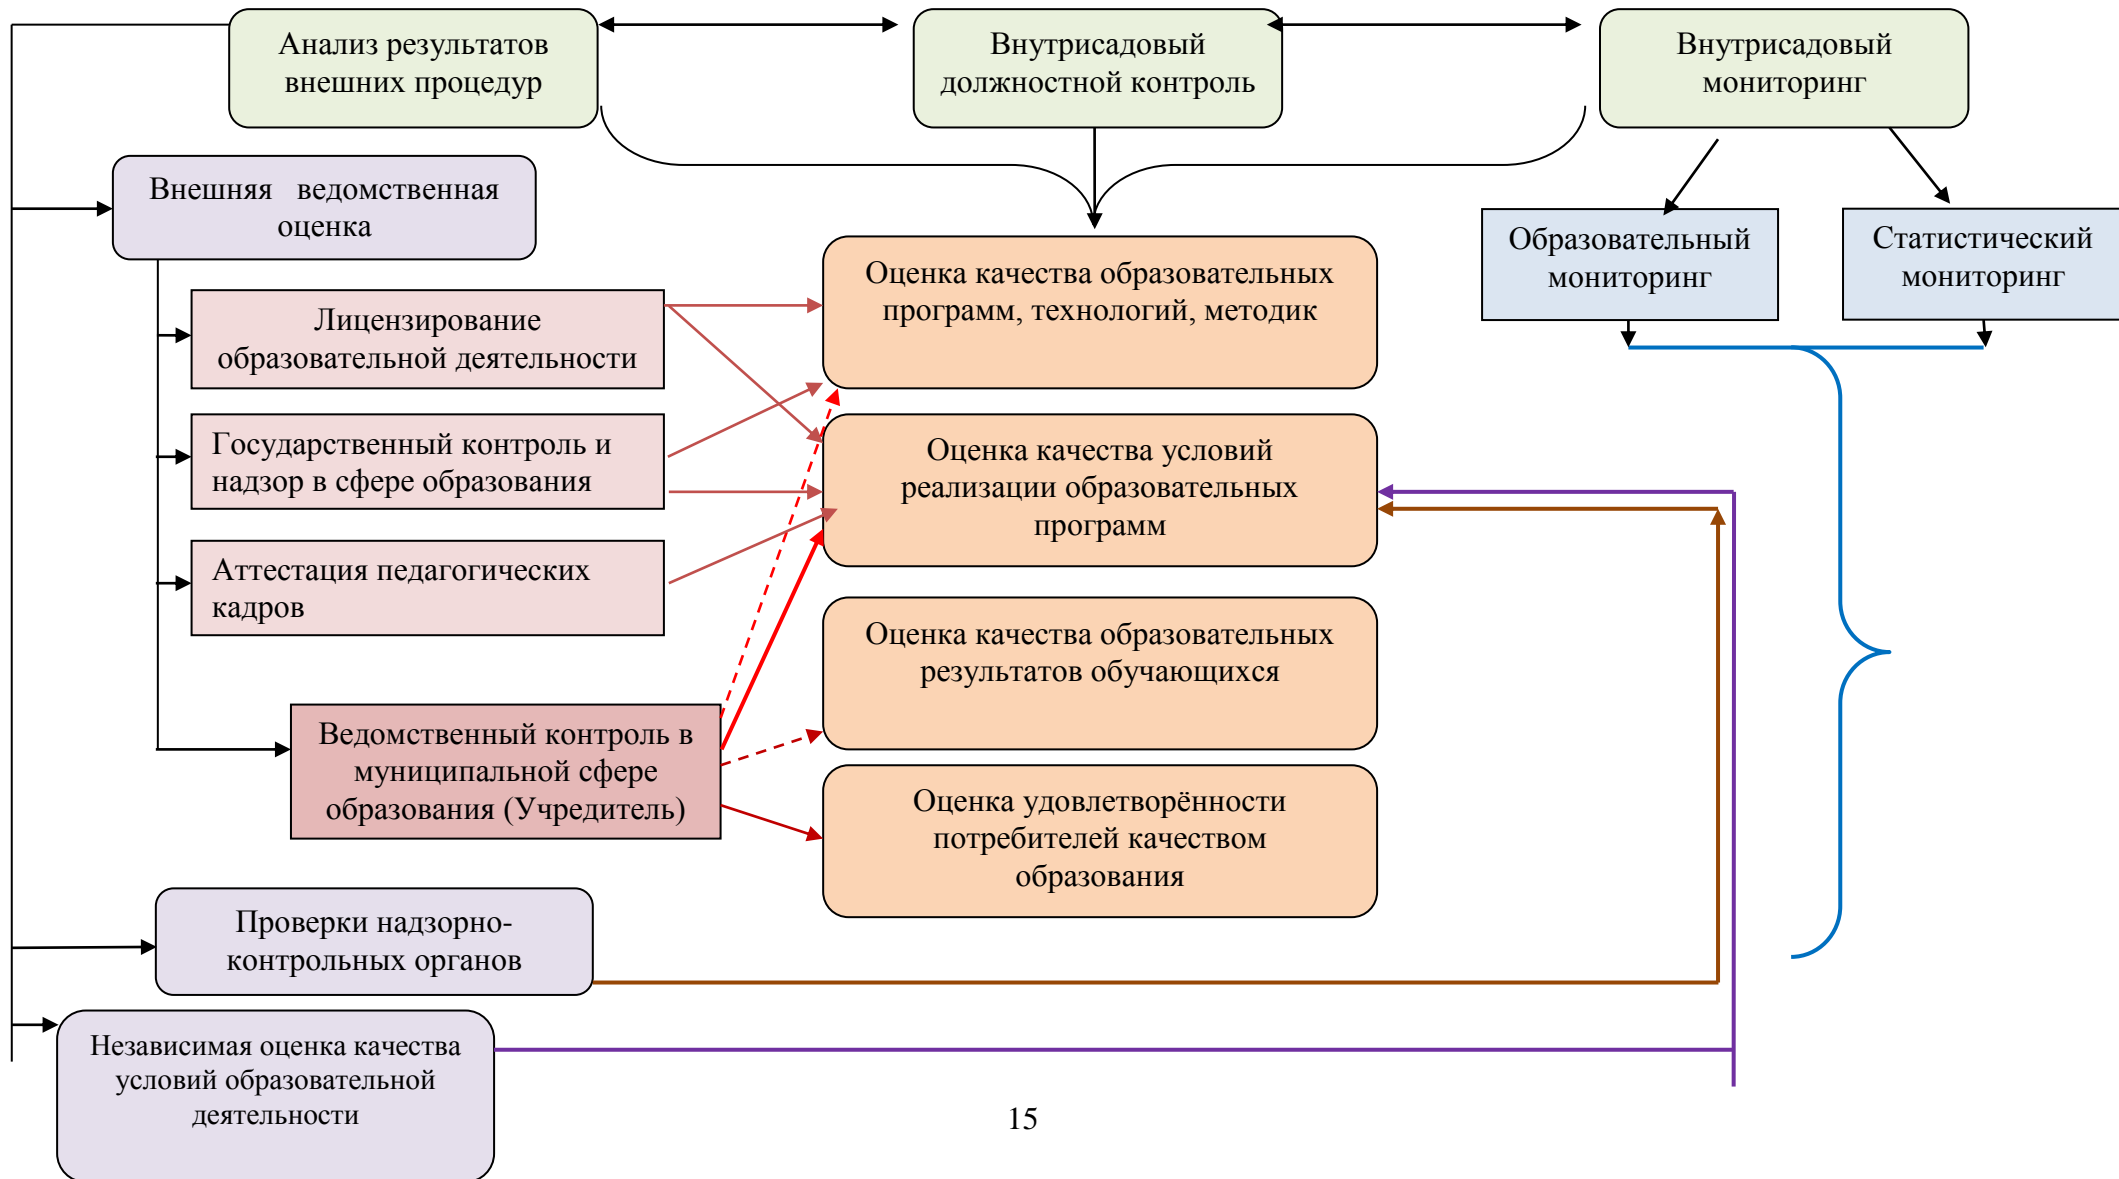 Анализ результатов
внешних процедур
Внутрисадовый
должностной контроль
Внутрисадовый
мониторинг
Внешняя ведомственная
оценка
Образовательный
мониторинг
Статистический
мониторинг
Оценка качества образовательных
программ, технологий, методик
Лицензирование
образовательной деятельности
Государственный контроль и
надзор в сфере образования
Оценка качества условий
реализации образовательных
программ
Аттестация педагогических
кадров
Оценка качества образовательных
результатов обучающихся
Ведомственный контроль в
муниципальной сфере
образования (Учредитель)
Оценка удовлетворённости
потребителей качеством
образования
Проверки надзорно-
контрольных органов
Независимая оценка качества
условий образовательной
деятельности
15